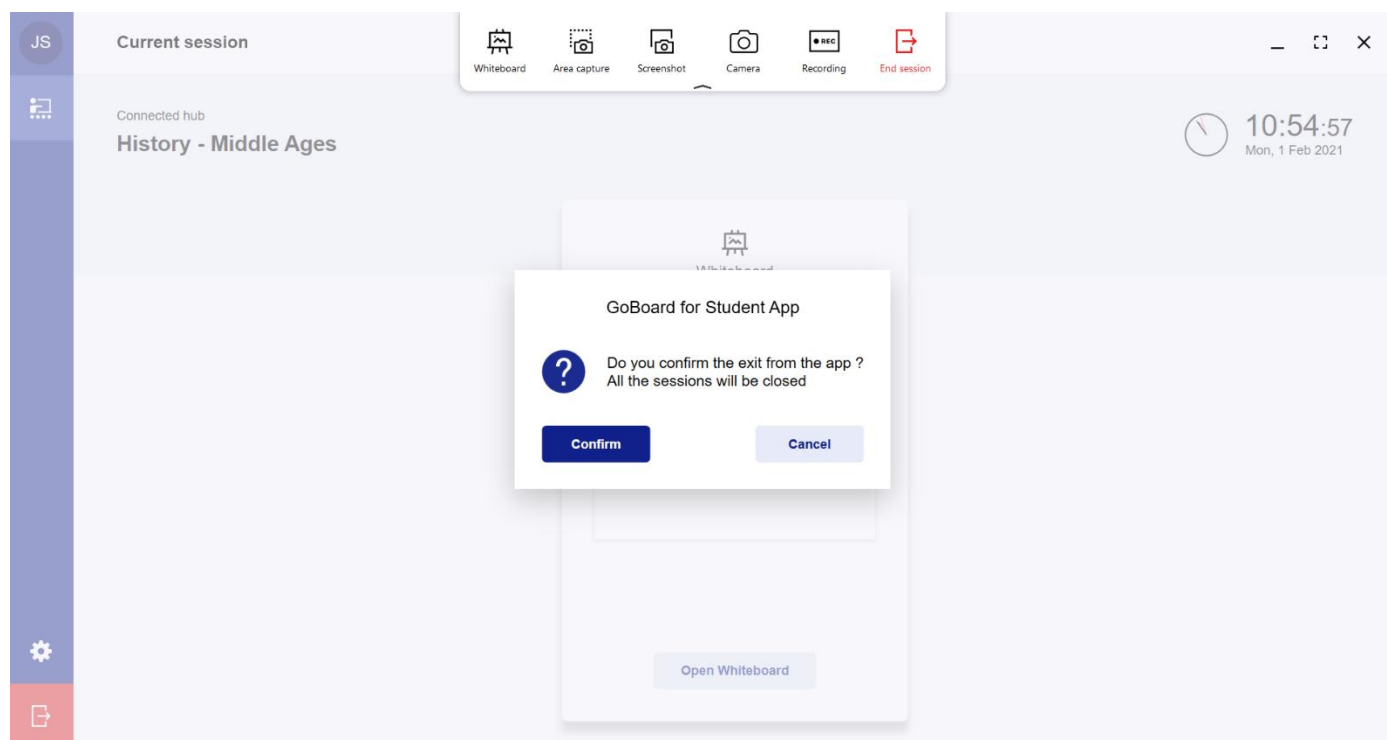 JS
Current session
Whiteboard
Area capture
Screenshot
Camera
REC
Recording
End session
Connected hub
History - Middle Ages
10:54:57
Mon, 1 Feb 2021
Whiteboard
GoBoard for Student App
?
Do you confirm the exit from the app ?
All the sessions will be closed
Confirm
Cancel
Open Whiteboard